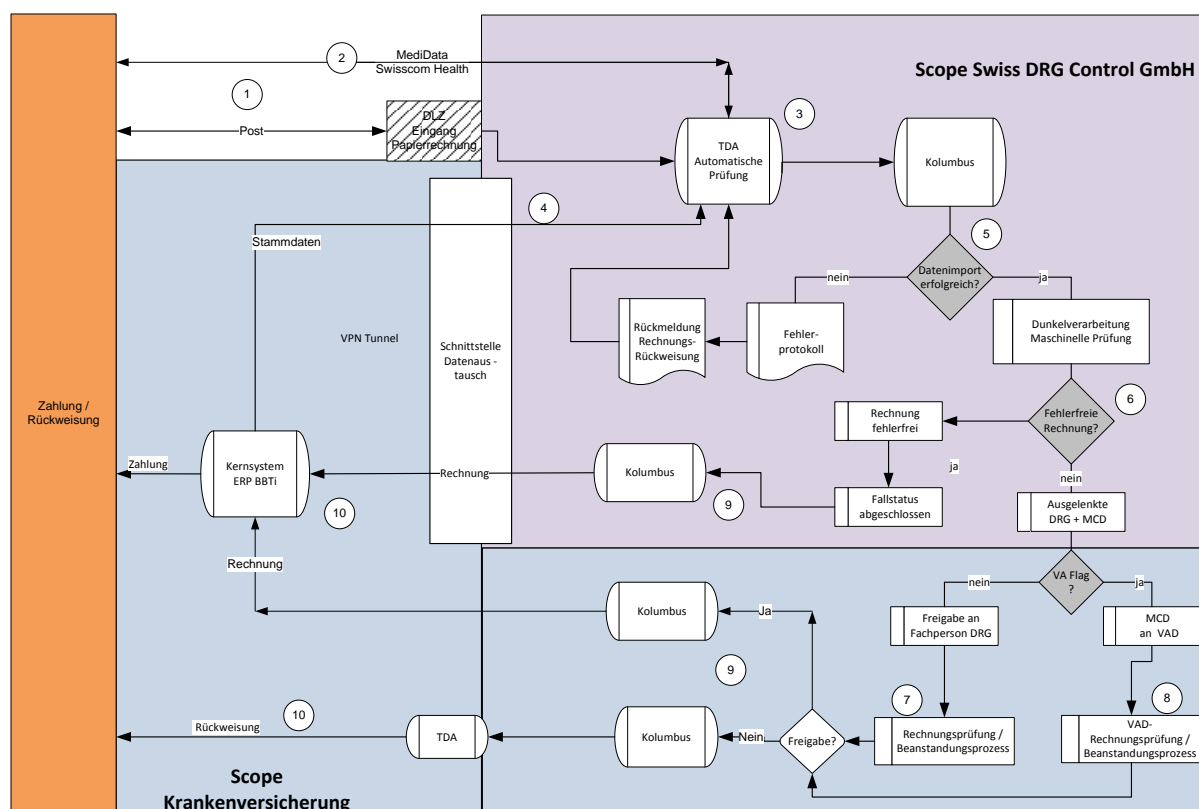 2
MediData
Swisscom Health
Scope Swiss DRG Control GmbH
1
Post
DLZ
Eingang
Papierrechnung
3
TDA
Automatische
Prüfung
Kolumbus
4
Stammdaten
5
Datenimport
erfolgreich?
nein
ja
Rückmeldung
Rechnungs-
Rückweisung
Fehler-
protokoll
Dunkelverarbeitung
Maschinelle Prüfung
VPN Tunnel
Schnittstelle
Datenaus -
tausch
Zahlung /
Rückweisung
6
Fehlerfreie
Rechnung?
Rechnung
fehlerfrei
ja
nein
Zahlung
Kernsystem
ERP BBTi
Rechnung
Kolumbus
9
Fallstatus
abgeschlossen
Ausgelenkte
DRG + MCD
10
Rechnung
VA Flag
?
nein
ja
Kolumbus
Ja
Freigabe an
Fachperson DRG
MCD
an VAD
9
7
8
Rückweisung
10
TDA
Kolumbus
Nein
Freigabe?
Rechnungsprüfung /
Beanstandungsprozess
VAD-
Rechnungsprüfung /
Beanstandungsprozess
Scope
Krankenversicherung